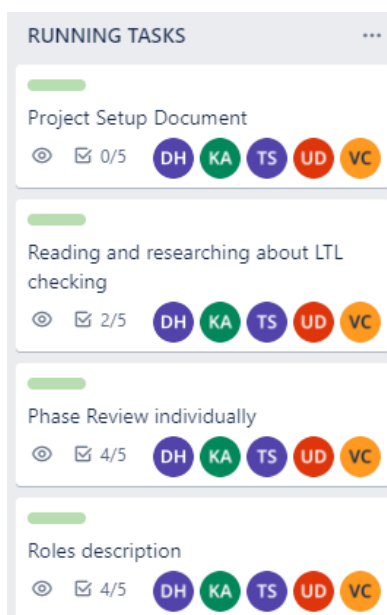 RUNNING TASKS ...
Project Setup Document
0/5 DH KA TS UD VC
Reading and researching about LTL
checking
2/5 DH KA TS UD VC
Phase Review individually
4/5 DH KA TS UD VC
Roles description
4/5 DH KA TS UD VC